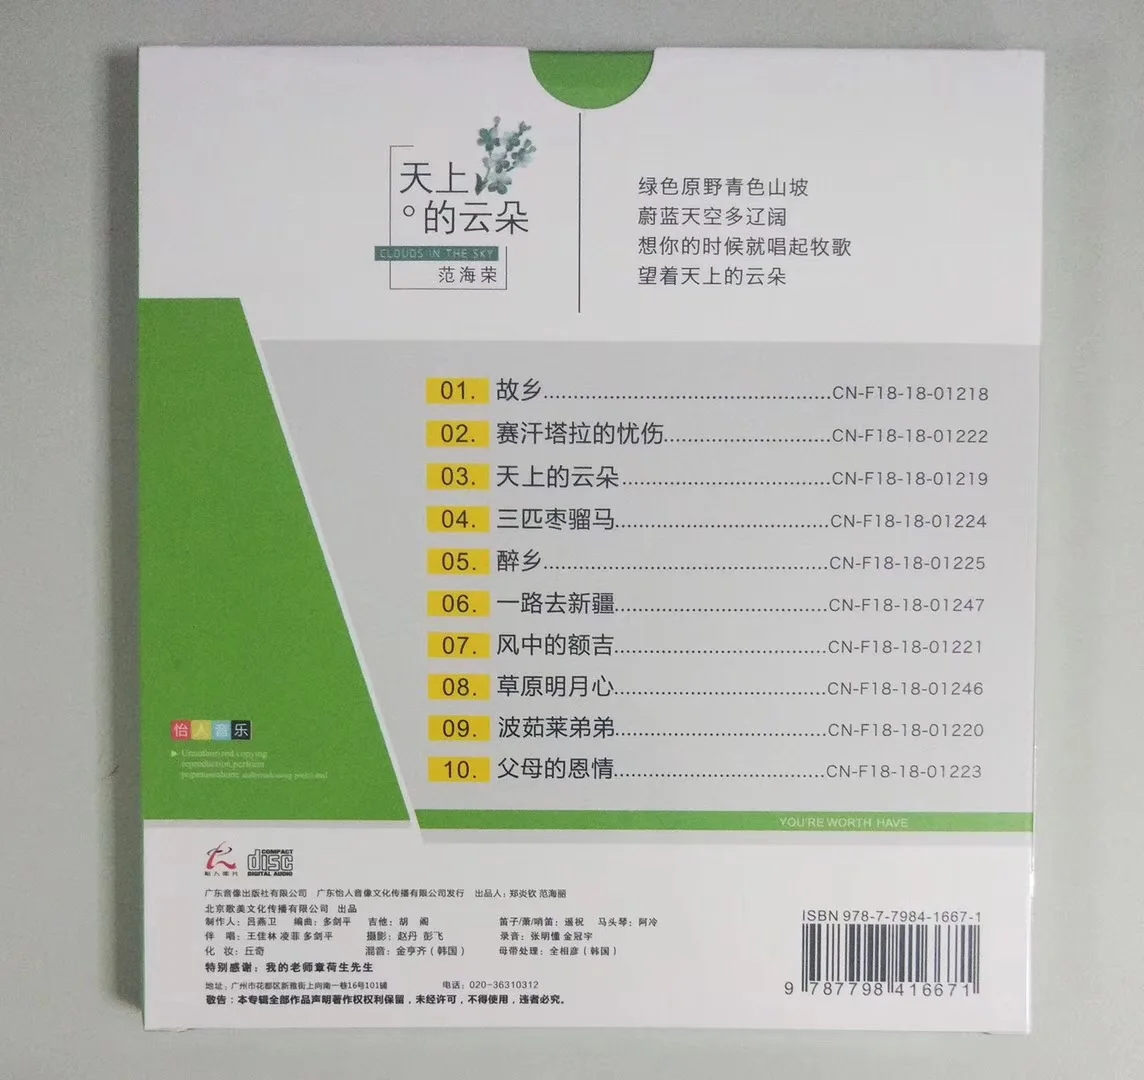 天上
的云朵
CLOUDS IN THE SKY
范海荣
绿色原野青色山坡
蔚蓝天空多辽阔
想你的时候就唱起牧歌
望着天上的云朵
01. 故乡..............................CN-F18-18-01218
02. 赛汗塔拉的忧伤..............................CN-F18-18-01222
03. 天上的云朵..............................CN-F18-18-01219
04. 三匹枣骝马..............................CN-F18-18-01224
05. 醉乡..............................CN-F18-18-01225
06. 一路去新疆..............................CN-F18-18-01247
07. 风中的额吉..............................CN-F18-18-01221
08. 草原明月心..............................CN-F18-18-01246
09. 波茹莱弟弟..............................CN-F18-18-01220
10. 父母的恩情..............................CN-F18-18-01223
怡人音乐
Unauthorized copying
reproduction,perform
YOU'RE WORTH HAVE
COMPACT
disc
DIGITAL AUDIO
广东音像出版社有限公司 广东怡人音像文化传播有限公司发行 出品人：郑炎钦 范海丽
北京歌美文化传播有限公司 出品
制作人：吕燕卫 编曲：多剑平 吉他：胡 阁 笛子/箫/哨笛：遥祝 马头琴：阿冷
伴 唱：王佳林 凌菲 多剑平 摄影：赵丹 彭飞 录音：张明懂 金冠宇
化 妆：丘奇 混音：金亨齐（韩国） 母带处理：全相彦（韩国）
特别感谢：我的老师章荷生先生
地址：广州市花都区新雅街上向南一巷16号101铺 电话：020-36310312
敬告：本专辑全部作品声明著作权权利保留，未经许可，不得使用，违者必究。
ISBN 978-7-7984-1667-1
9 787798 416671